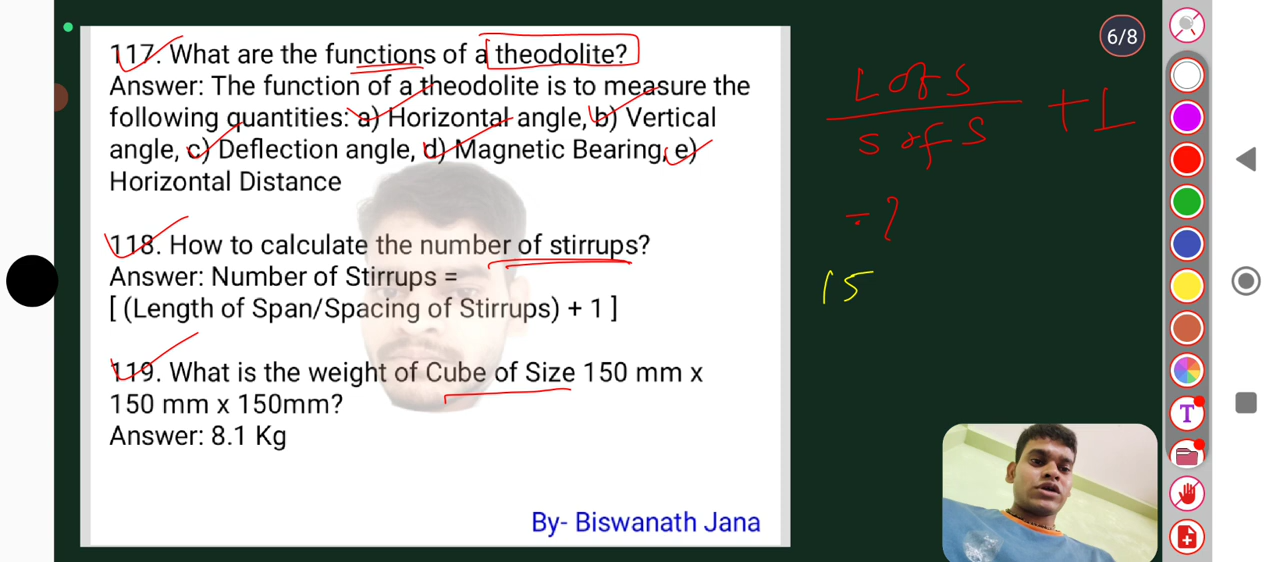 117. What are the functions of a theodolite?
Answer: The function of a theodolite is to measure the
following quantities: a) Horizontal angle, b) Vertical
angle, c) Deflection angle, d) Magnetic Bearing, e)
Horizontal Distance
118. How to calculate the number of stirrups?
Answer: Number of Stirrups =
[ (Length of Span/Spacing of Stirrups) + 1 ]
119. What is the weight of Cube of Size 150 mm x
150 mm x 150mm?
Answer: 8.1 Kg
By- Biswanath Jana
6/8
L of S
S of S
+1
= ?
15
T